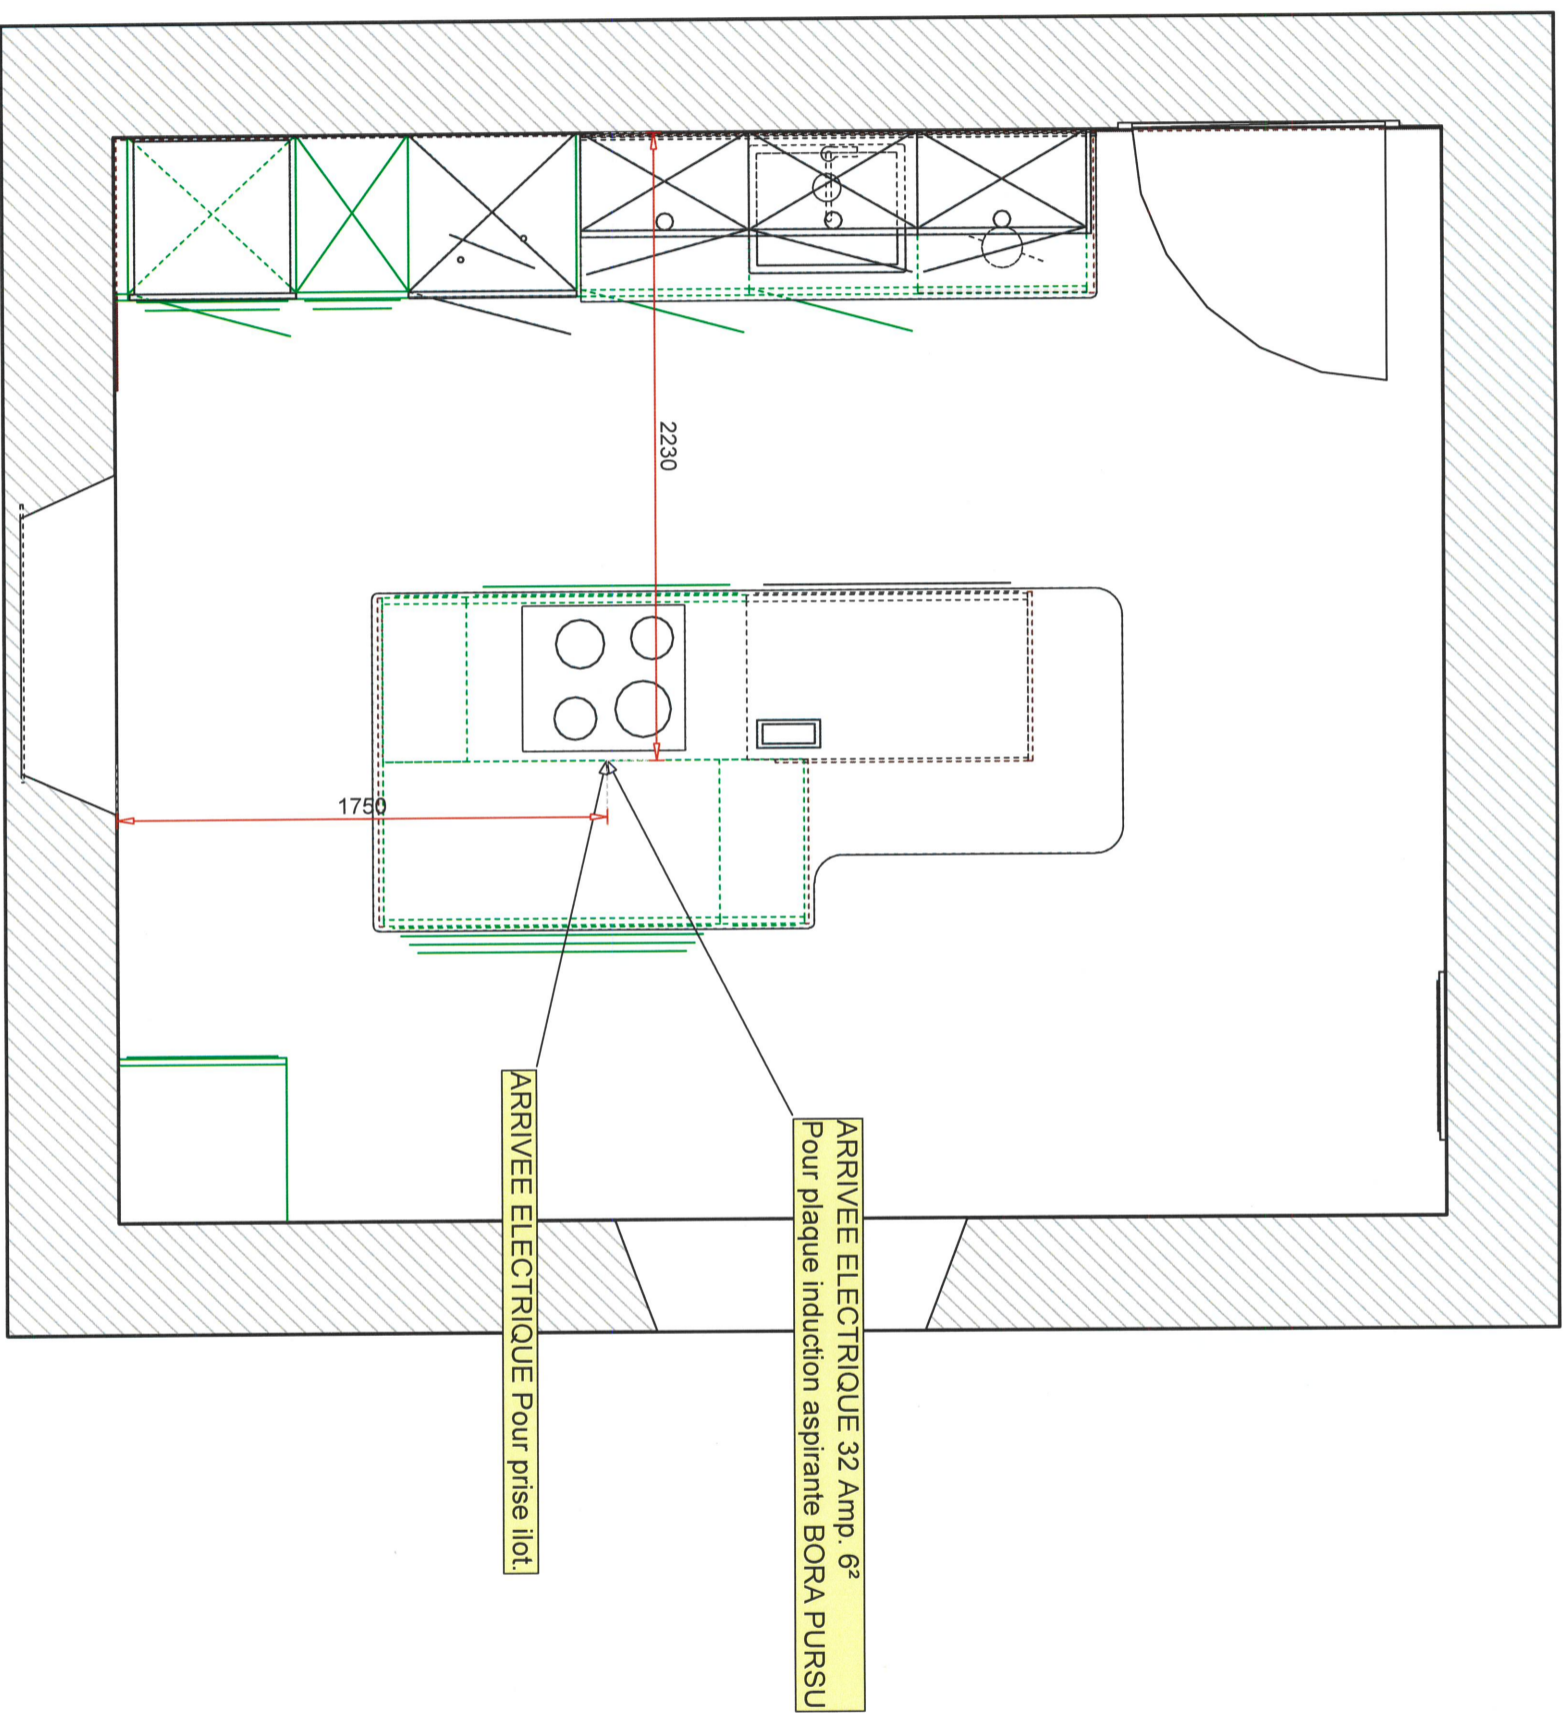 2230
1750
ARRIVEE ELECTRIQUE 32 Amp. 6²
Pour plaque induction aspirante BORA PURSU
ARRIVEE ELECTRIQUE Pour prise ilot.